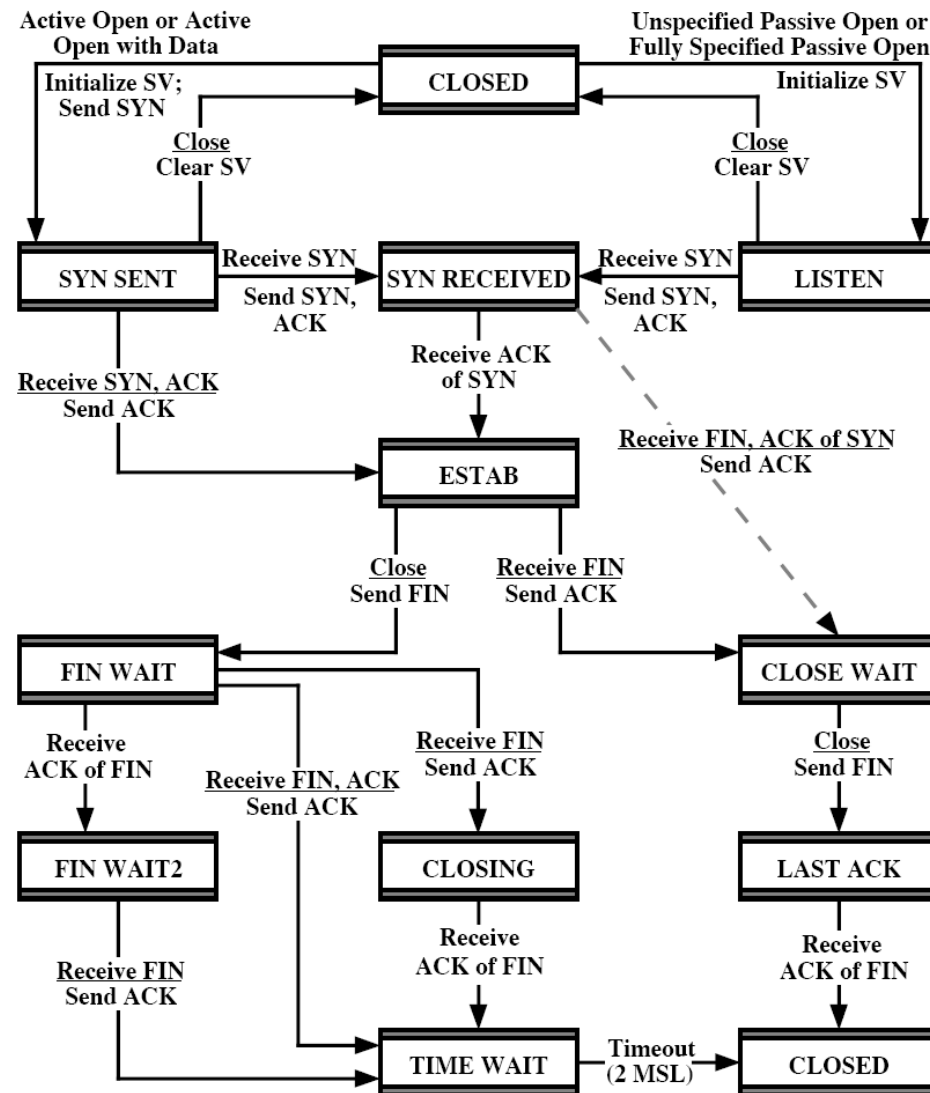 Active Open or Active
Open with Data
Unspecified Passive Open or
Fully Specified Passive Open
Initialize SV;
Send SYN
CLOSED
Initialize SV
Close
Clear SV
Close
Clear SV
SYN SENT
Receive SYN
Send SYN,
ACK
SYN RECEIVED
Receive SYN
Send SYN,
ACK
LISTEN
Receive SYN, ACK
Send ACK
Receive ACK
of SYN
Receive FIN, ACK of SYN
Send ACK
ESTAB
Close
Send FIN
Receive FIN
Send ACK
FIN WAIT
CLOSE WAIT
Receive
ACK of FIN
Receive FIN, ACK
Send ACK
Receive FIN
Send ACK
Close
Send FIN
FIN WAIT2
CLOSING
LAST ACK
Receive FIN
Send ACK
Receive
ACK of FIN
Receive
ACK of FIN
TIME WAIT
Timeout
(2 MSL)
CLOSED